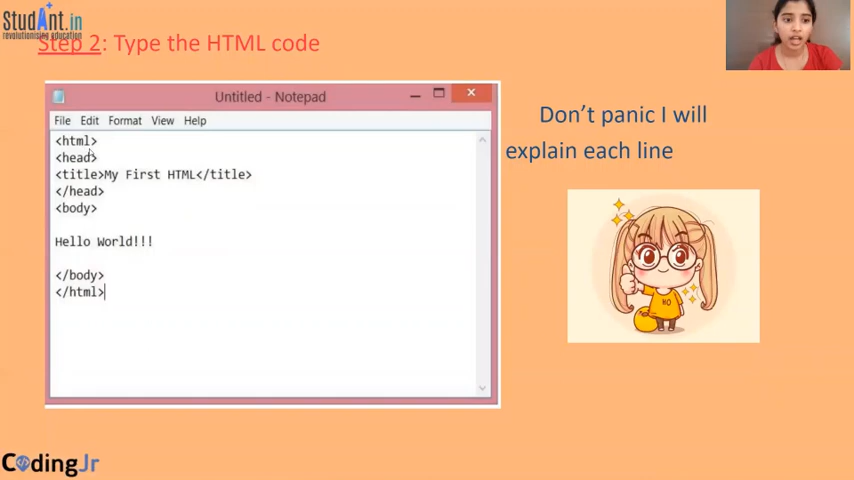 StudAnt.in
revolutionising education
Step 2: Type the HTML code
Untitled - Notepad
File Edit Format View Help
<html>
<head>
<title>My First HTML</title>
</head>
<body>
Hello World!!!
</body>
</html>
Don't panic I will
explain each line
NO
CodingJr